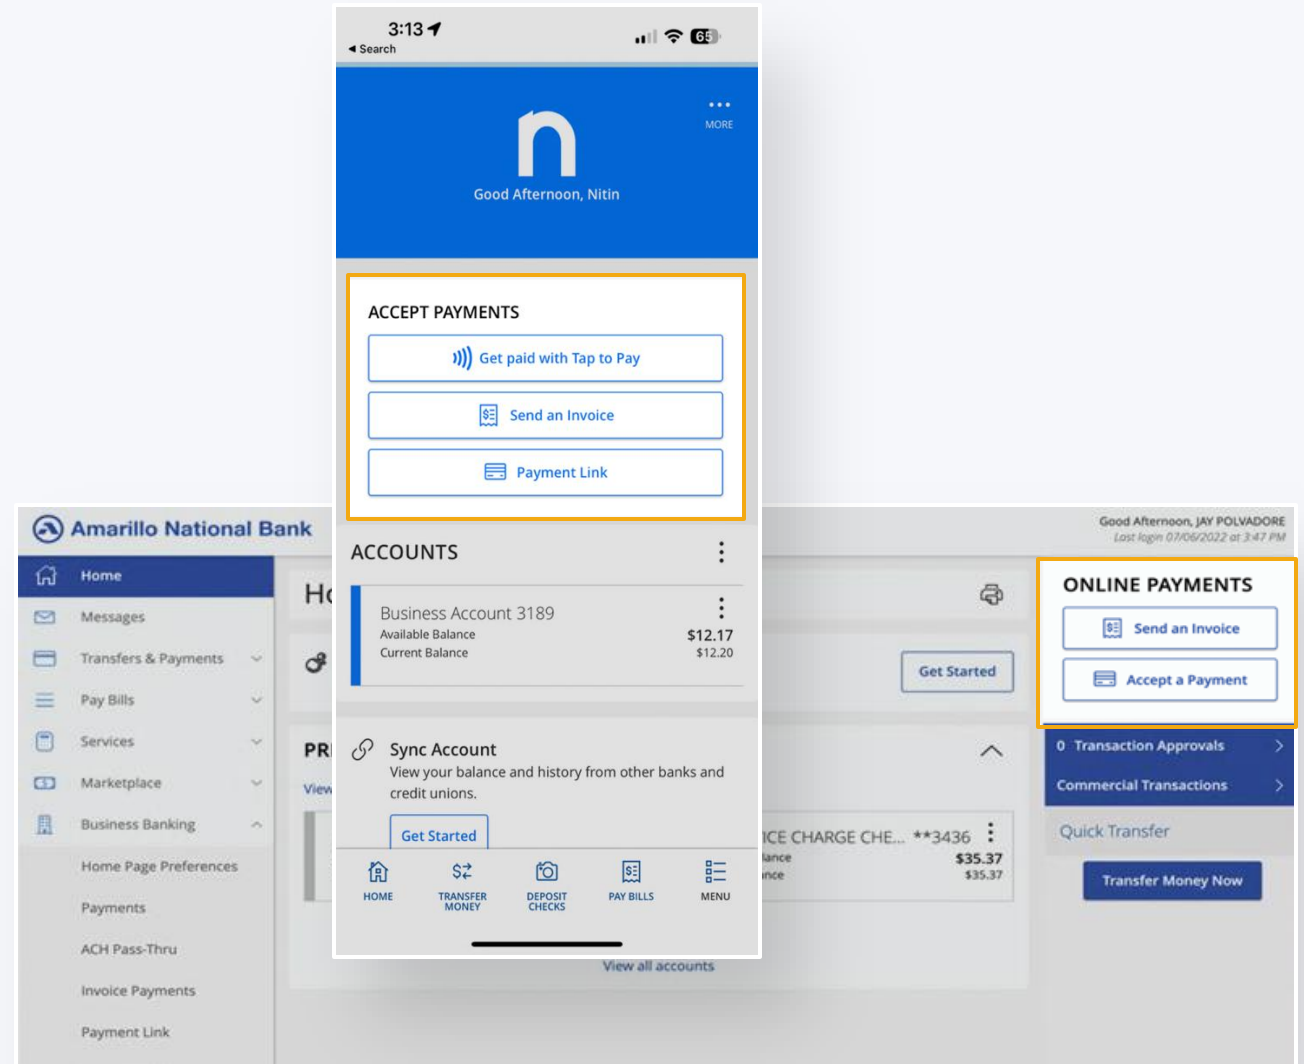 3:13
◂ Search
65
MORE
n
Good Afternoon, Nitin
ACCEPT PAYMENTS
Get paid with Tap to Pay
Send an Invoice
Payment Link
ACCOUNTS
Business Account 3189
Available Balance $12.17
Current Balance $12.20
Sync Account
View your balance and history from other banks and
credit unions.
Get Started
HOME
TRANSFER
MONEY
DEPOSIT
CHECKS
PAY BILLS
MENU
Amarillo National Bank
Good Afternoon, JAY POLVADORE
Last login 07/06/2022 at 3:47 PM
Home
Messages
Transfers & Payments
Pay Bills
Services
Marketplace
Business Banking
Home Page Preferences
Payments
ACH Pass-Thru
Invoice Payments
Payment Link
Ho
Get Started
PRI
View
ICE CHARGE CHE... **3436
lance $35.37
nce $35.37
View all accounts
ONLINE PAYMENTS
Send an Invoice
Accept a Payment
0 Transaction Approvals
Commercial Transactions
Quick Transfer
Transfer Money Now